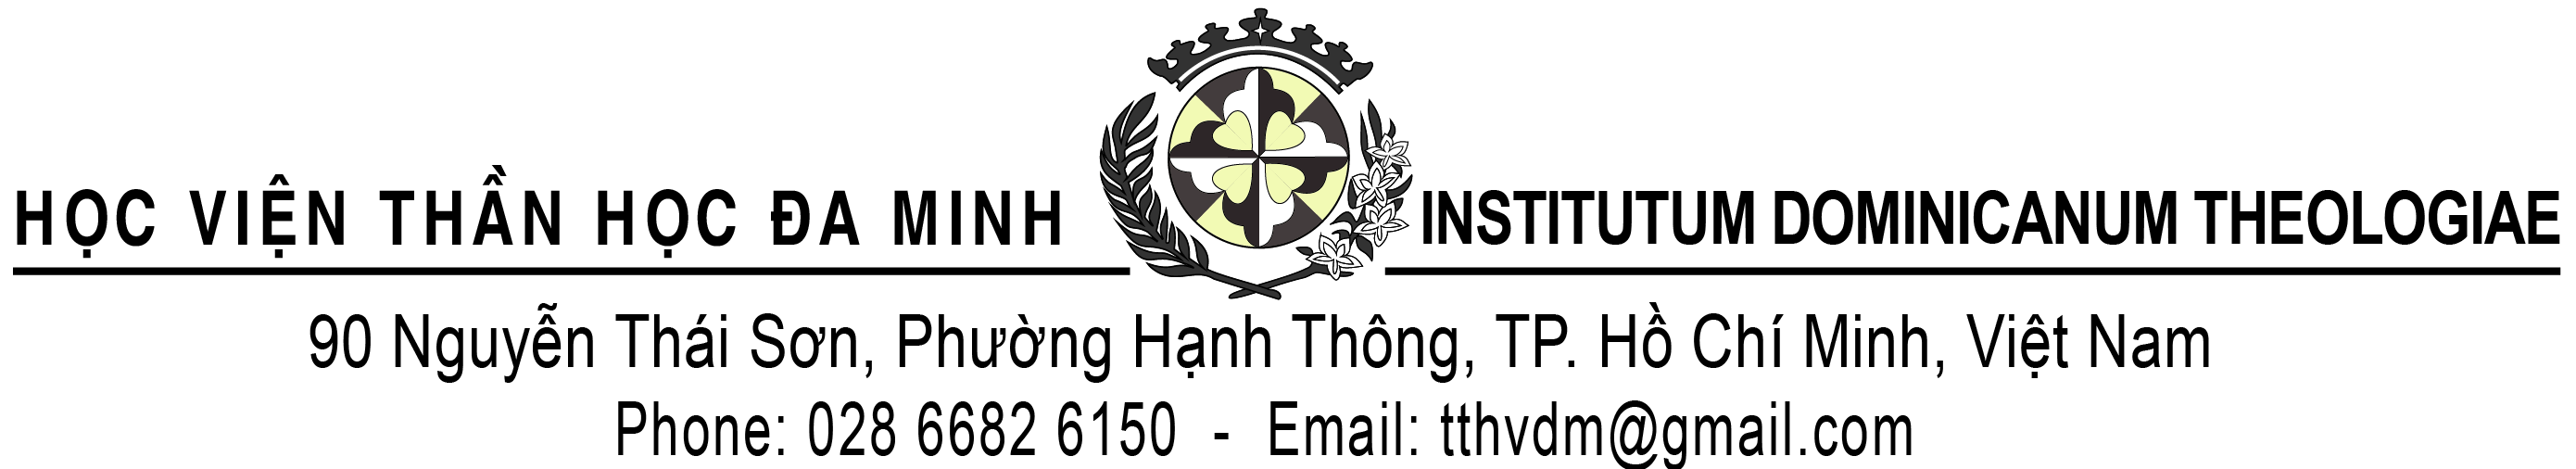 HỌC VIỆN THẦN HỌC ĐA MINH INSTITUTUM DOMINICANUM THEOLOGIAE
90 Nguyễn Thái Sơn, Phường Hạnh Thông, TP. Hồ Chí Minh, Việt Nam
Phone: 028 6682 6150 - Email: tthvdm@gmail.com